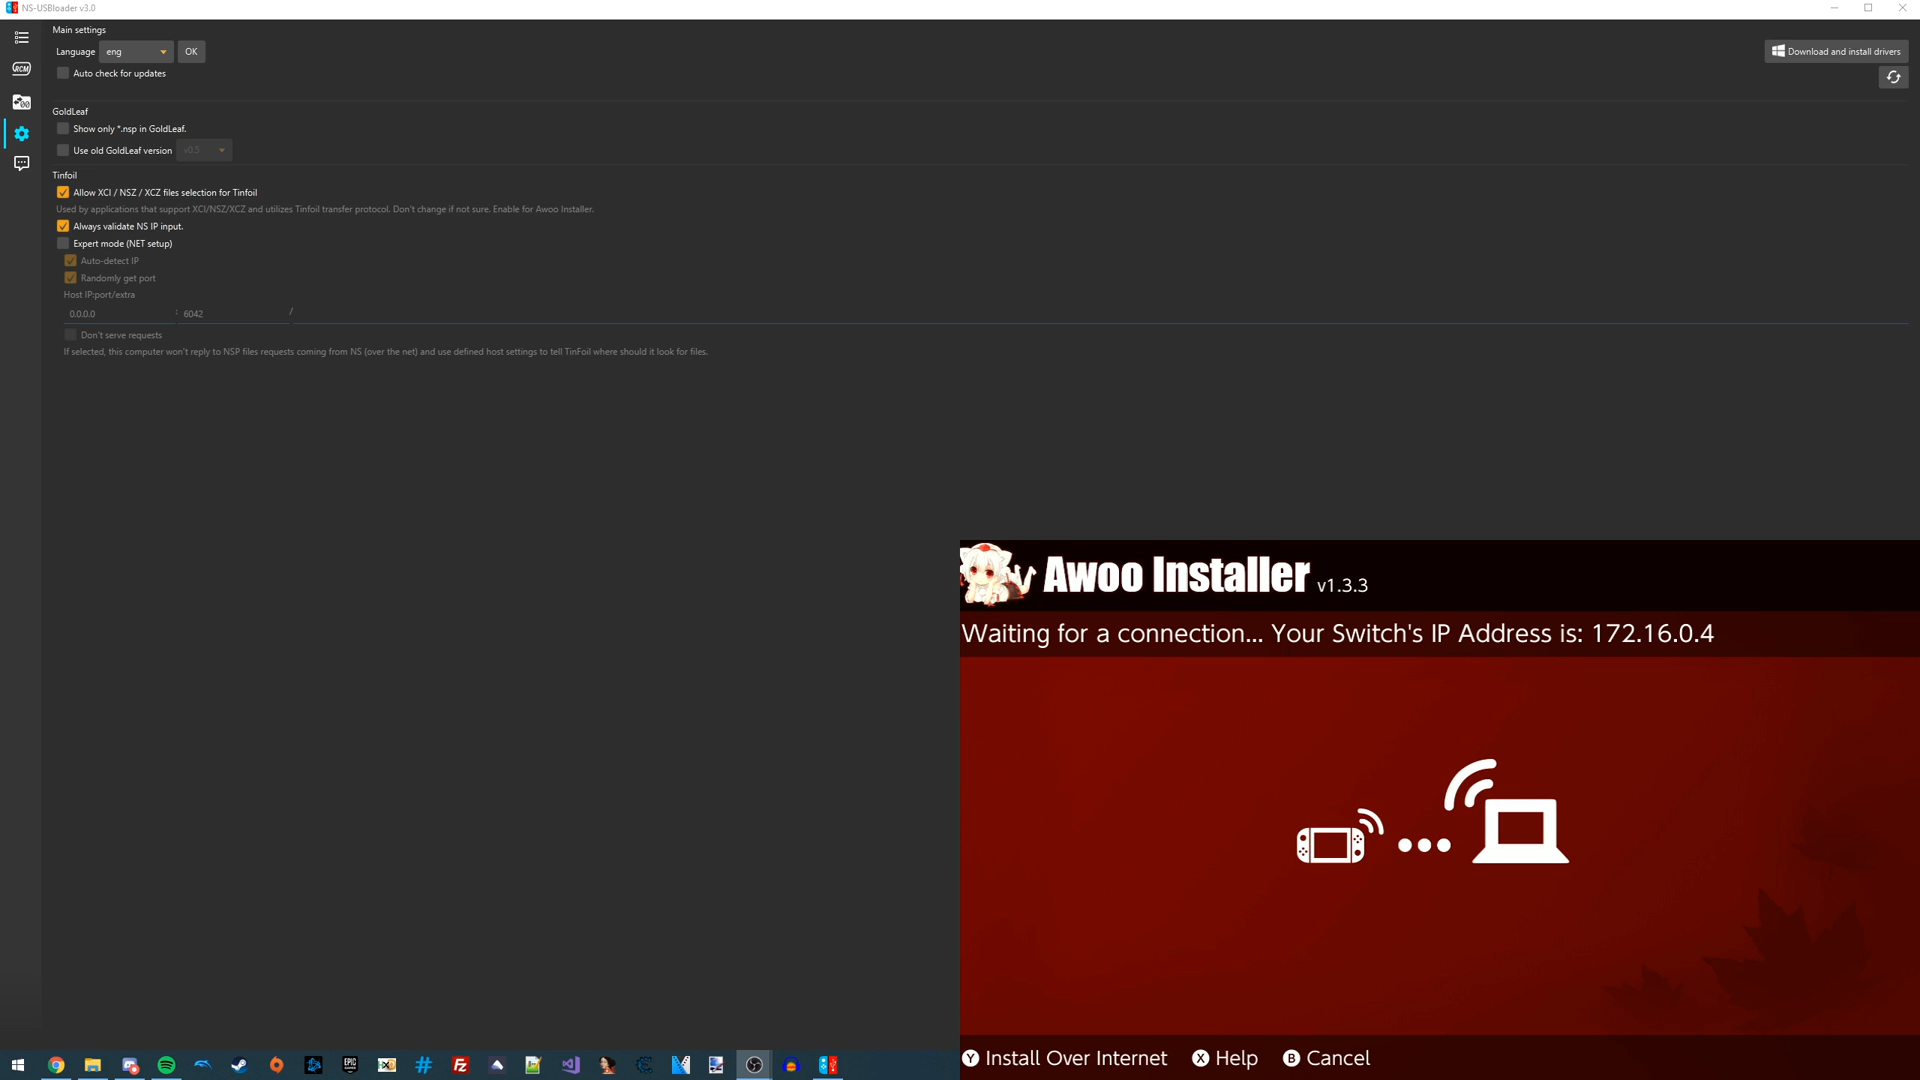 NS-USBloader v3.0
Main settings
Language eng OK
Download and install drivers
Auto check for updates
GoldLeaf
Show only *.nsp in GoldLeaf.
Use old GoldLeaf version v0.5
Tinfoil
Allow XCI / NSZ / XCZ files selection for Tinfoil
Used by applications that support XCI/NSZ/XCZ and utilizes Tinfoil transfer protocol. Don't change if not sure. Enable for Awoo Installer.
Always validate NS IP input.
Expert mode (NET setup)
Auto-detect IP
Randomly get port
Host IP:port/extra
0.0.0.0 : 6042 /
Don't serve requests
If selected, this computer won't reply to NSP files requests coming from NS (over the net) and use defined host settings to tell TinFoil where should it look for files.
RCM
Awoo Installer v1.3.3
Waiting for a connection... Your Switch's IP Address is: 172.16.0.4
Y Install Over Internet X Help B Cancel